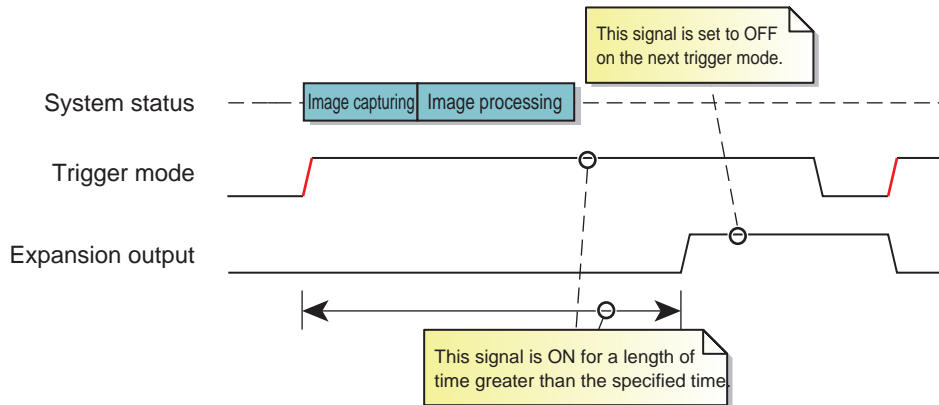 This signal is set to OFF
on the next trigger mode.
System status
Image capturing
Image processing
Trigger mode
Expansion output
This signal is ON for a length of
time greater than the specified time.